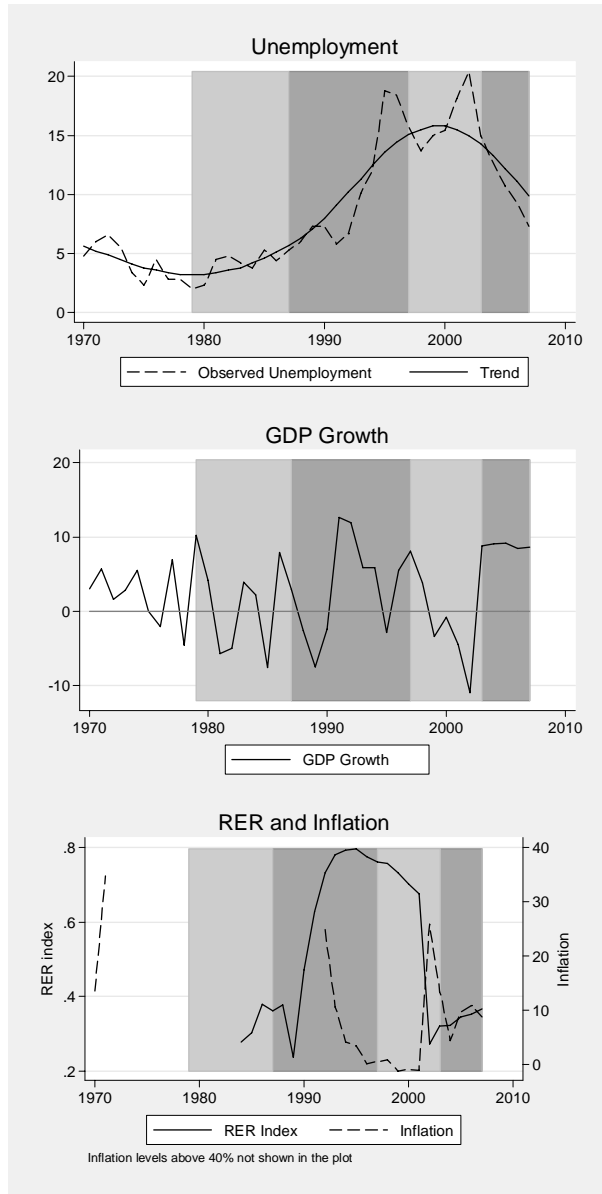 Unemployment
20
15
10
5
0
1970 1980 1990 2000 2010
Observed Unemployment Trend
GDP Growth
20
10
0
-10
1970 1980 1990 2000 2010
GDP Growth
RER and Inflation
.8 40
30
.6
20
.4 10
0
.2
RER index
Inflation
1970 1980 1990 2000 2010
RER Index Inflation
Inflation levels above 40% not shown in the plot